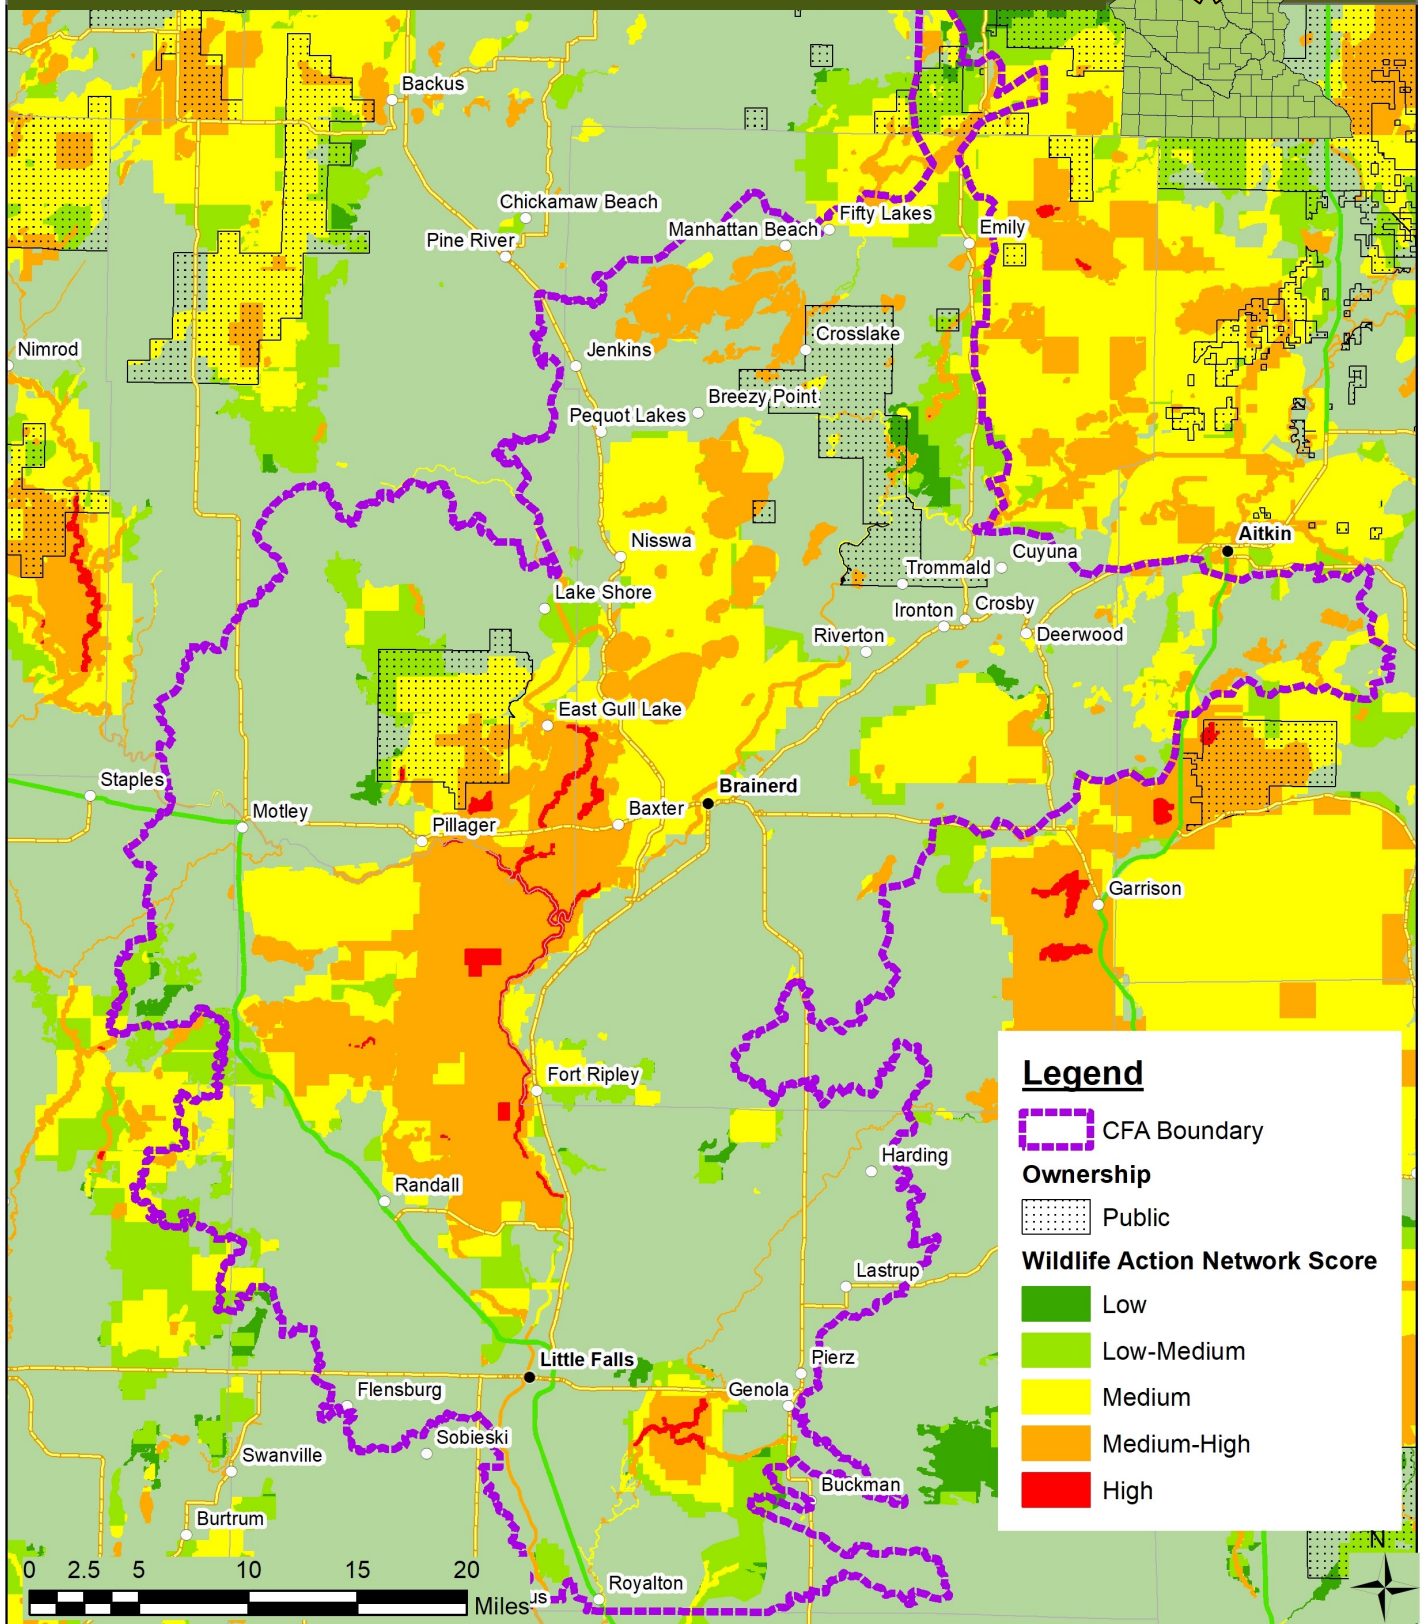 Backus
Chickamaw Beach
Pine River
Manhattan Beach
Fifty Lakes
Emily
Nimrod
Jenkins
Crosslake
Breezy Point
Pequot Lakes
Nisswa
Aitkin
Cuyuna
Trommald
Lake Shore
Ironton
Crosby
Riverton
Deerwood
East Gull Lake
Staples
Motley
Pillager
Baxter
Brainerd
Garrison
Fort Ripley
Harding
Randall
Lastrup
Little Falls
Pierz
Genola
Flensburg
Sobieski
Swanville
Buckman
Burtrum
Royalton
us
Legend
CFA Boundary
Ownership
Public
Wildlife Action Network Score
Low
Low-Medium
Medium
Medium-High
High
N
0 2.5 5 10 15 20
Miles